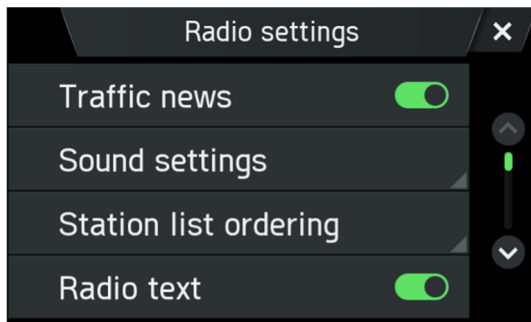 Radio settings
Traffic news
Sound settings
Station list ordering
Radio text